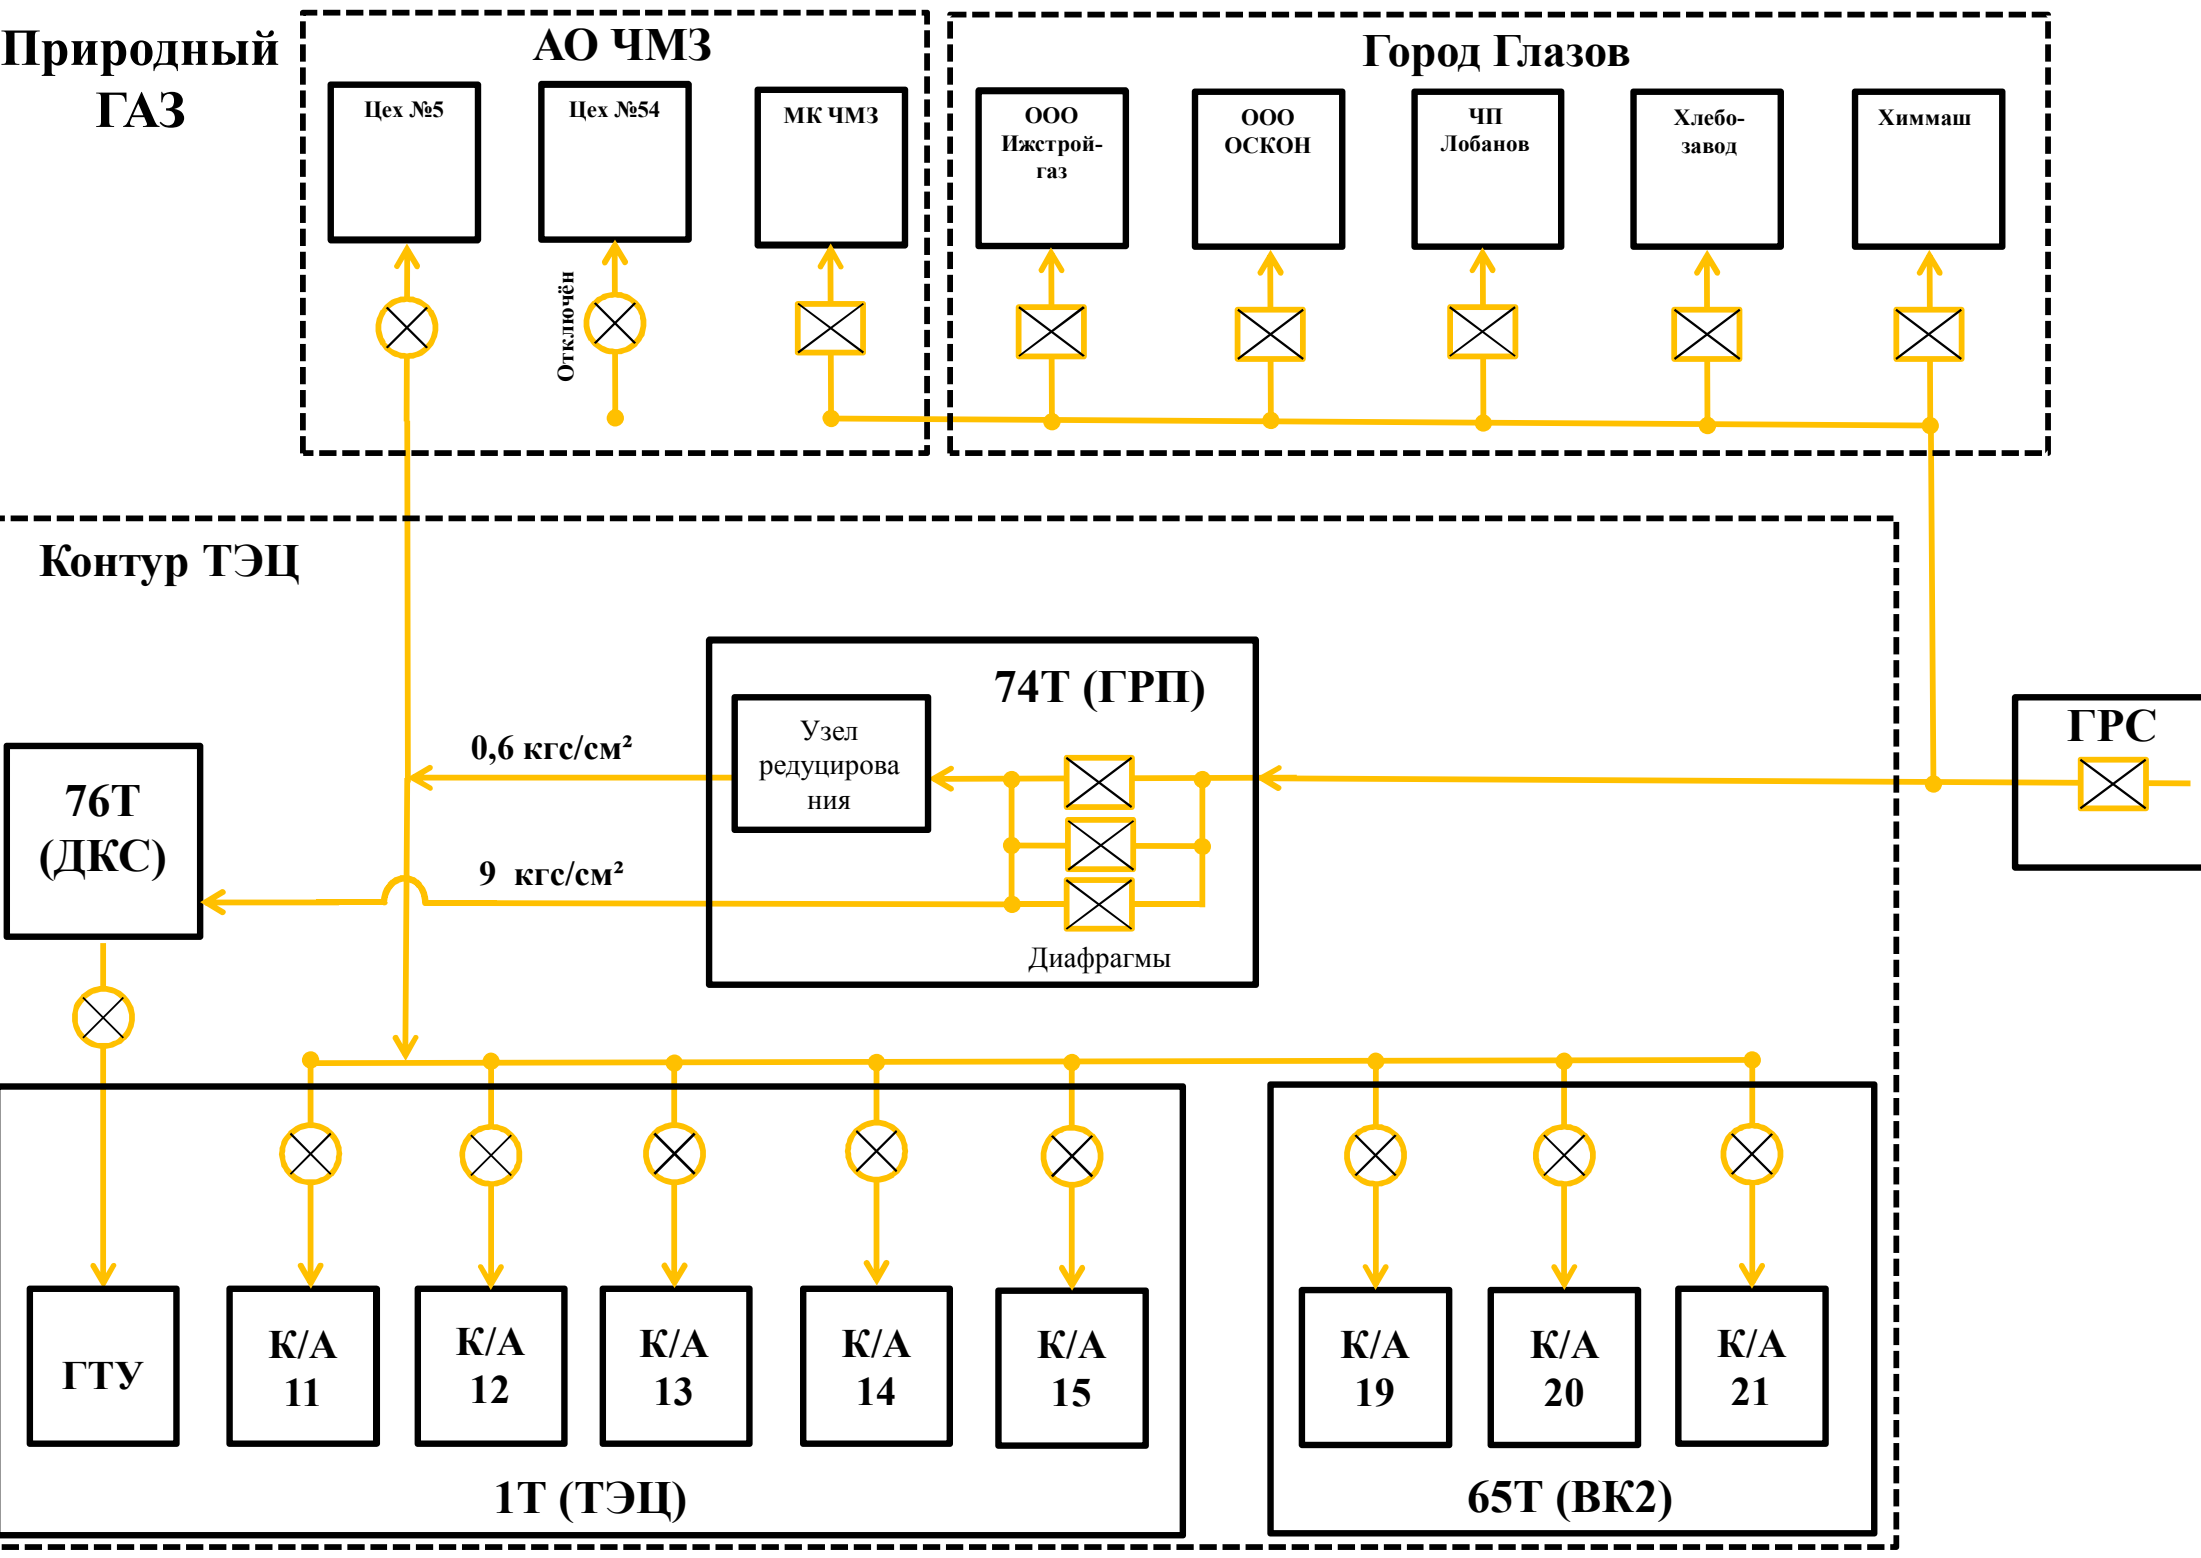 Природный
ГАЗ
АО ЧМЗ
Город Глазов
Цех №5
Цех №54
МК ЧМЗ
ООО
Ижстрой-
газ
ООО
ОСКОН
ЧП
Лобанов
Хлебо-
завод
Химмаш
Отключён
Контур ТЭЦ
74Т (ГРП)
ГРС
Узел
редуцирова
ния
0,6 кгс/см²
76Т
(ДКС)
9 кгс/см²
Диафрагмы
ГТУ
К/А
11
К/А
12
К/А
13
К/А
14
К/А
15
К/А
19
К/А
20
К/А
21
1Т (ТЭЦ)
65Т (ВК2)